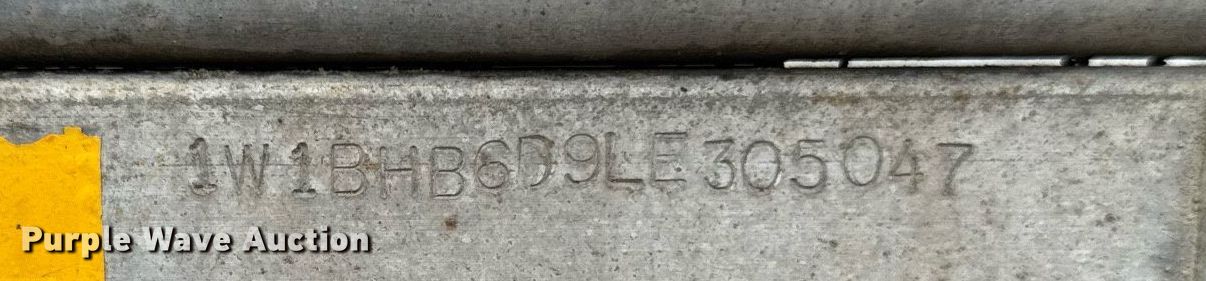 1W1BHB6D9LE305047
Purple Wave Auction